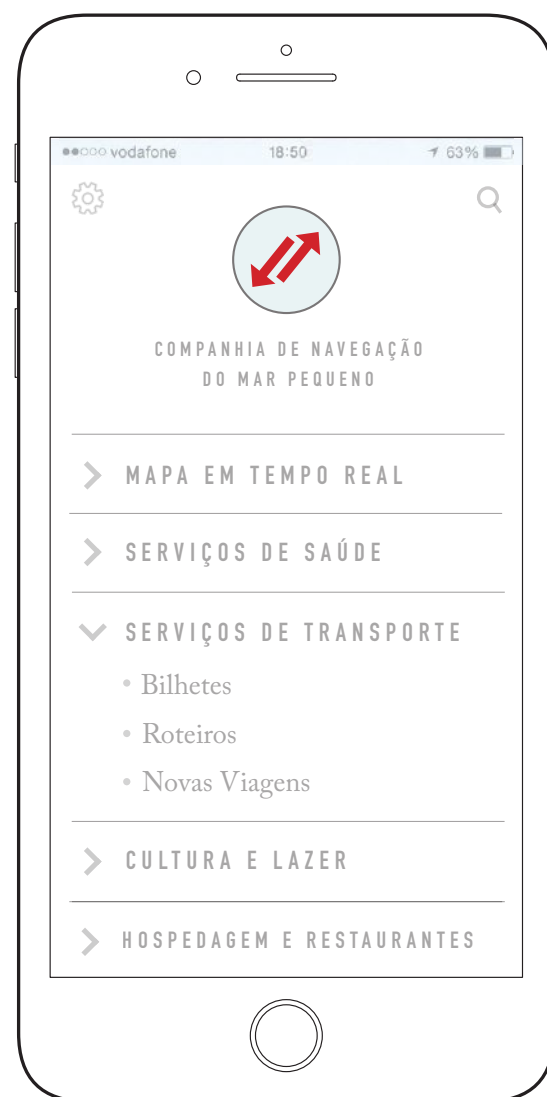 vodafone 18:50 63%
COMPANHIA DE NAVEGAÇÃO
DO MAR PEQUENO
MAPA EM TEMPO REAL
SERVIÇOS DE SAÚDE
SERVIÇOS DE TRANSPORTE
• Bilhetes
• Roteiros
• Novas Viagens
CULTURA E LAZER
HOSPEDAGEM E RESTAURANTES